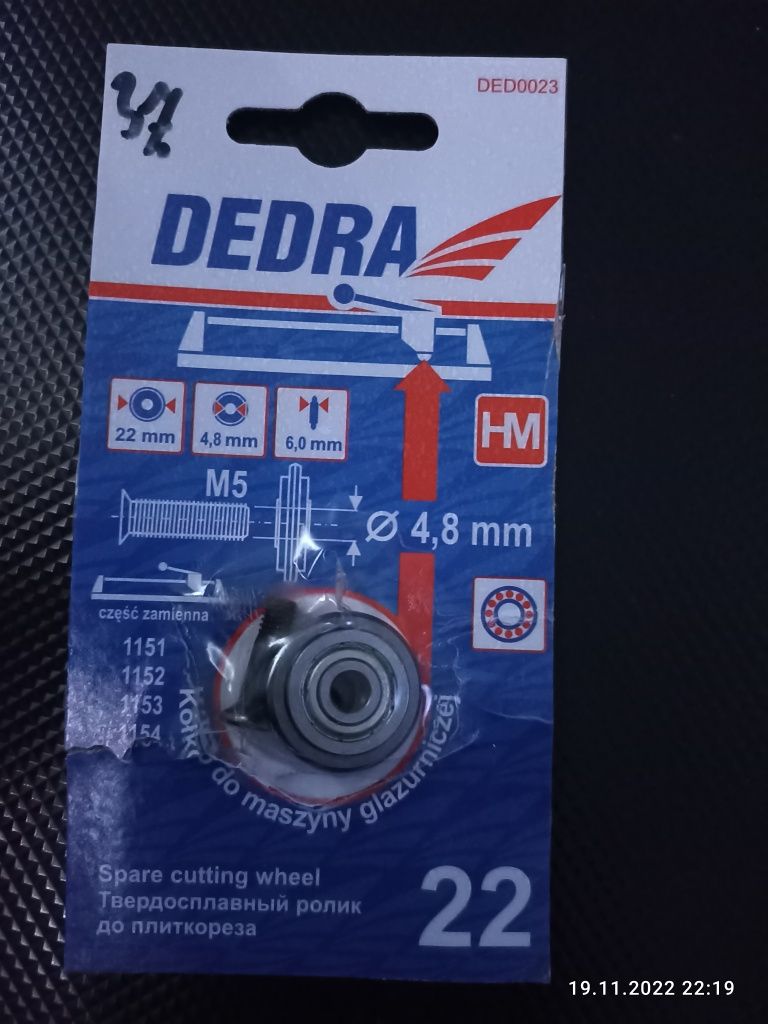 DED0023
DEDRA
22 mm
4,8 mm
6,0 mm
HM
M5
Ø 4,8 mm
część zamienna
1151
1152
1153
1154
Kółko do maszyny glazurniczej
Spare cutting wheel
Твердосплавный ролик
до плиткореза
22
19.11.2022 22:19